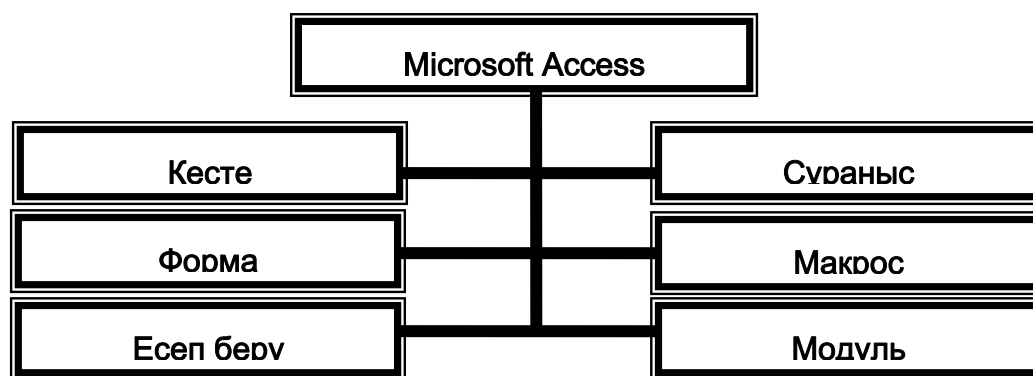 Microsoft Access
Кесте
Сұраныс
Форма
Макрос
Есеп беру
Модуль